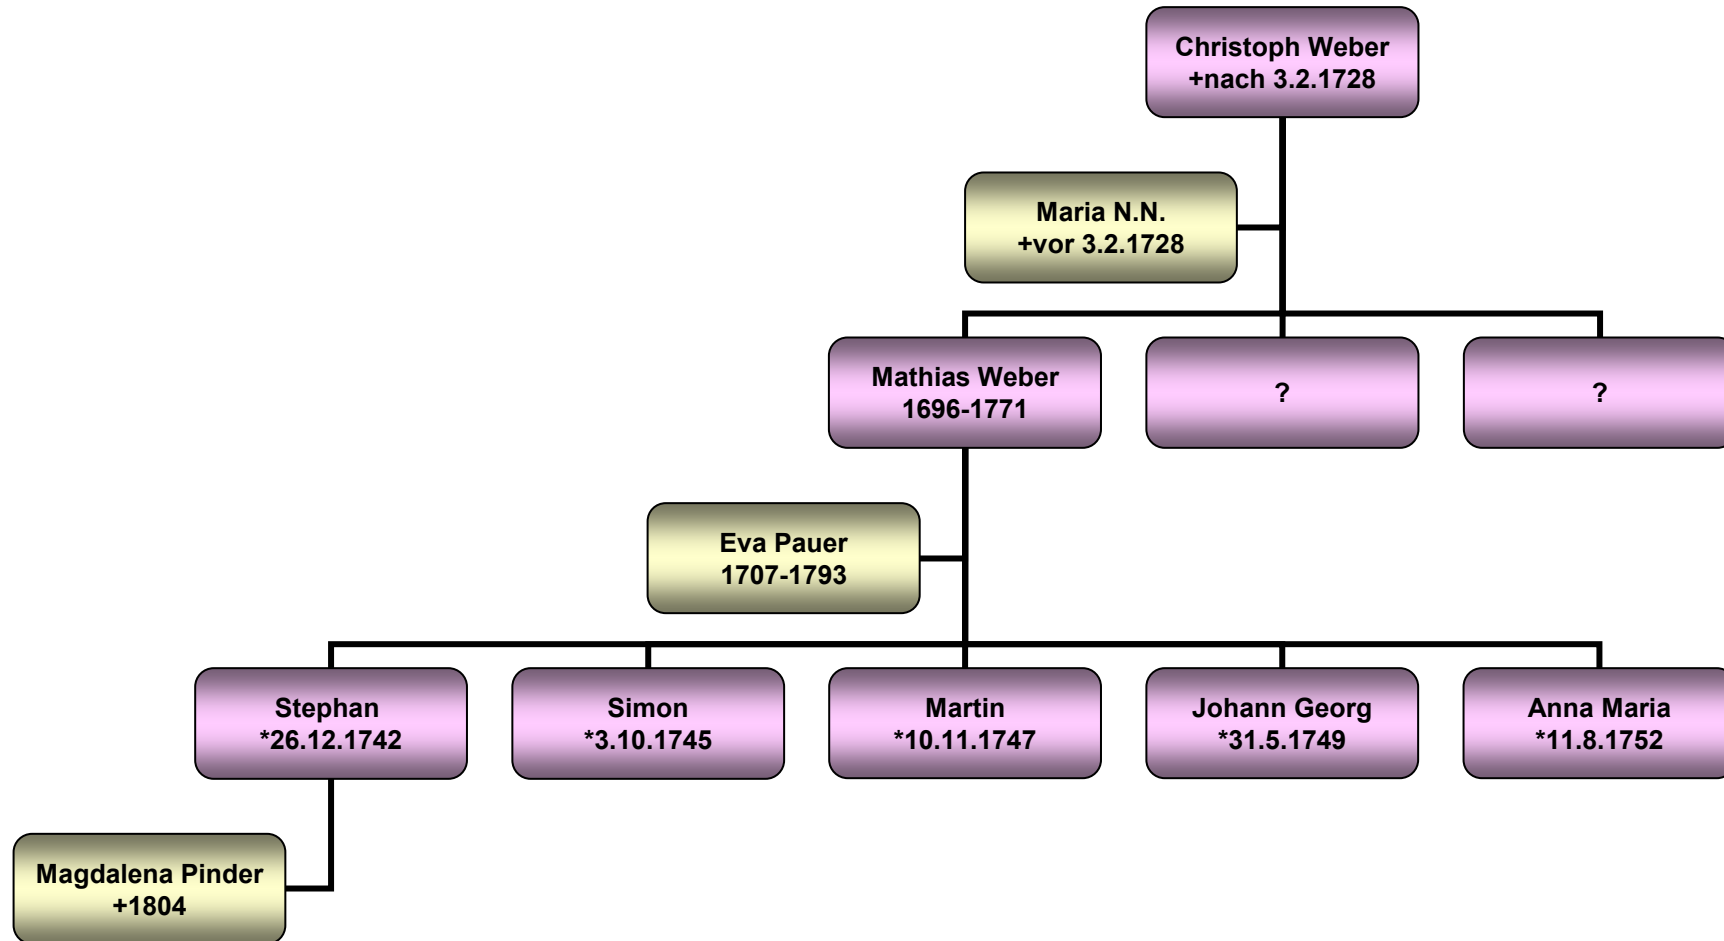 Christoph Weber
+nach 3.2.1728
Maria N.N.
+vor 3.2.1728
Mathias Weber
1696-1771
?
?
Eva Pauer
1707-1793
Stephan
*26.12.1742
Simon
*3.10.1745
Martin
*10.11.1747
Johann Georg
*31.5.1749
Anna Maria
*11.8.1752
Magdalena Pinder
+1804